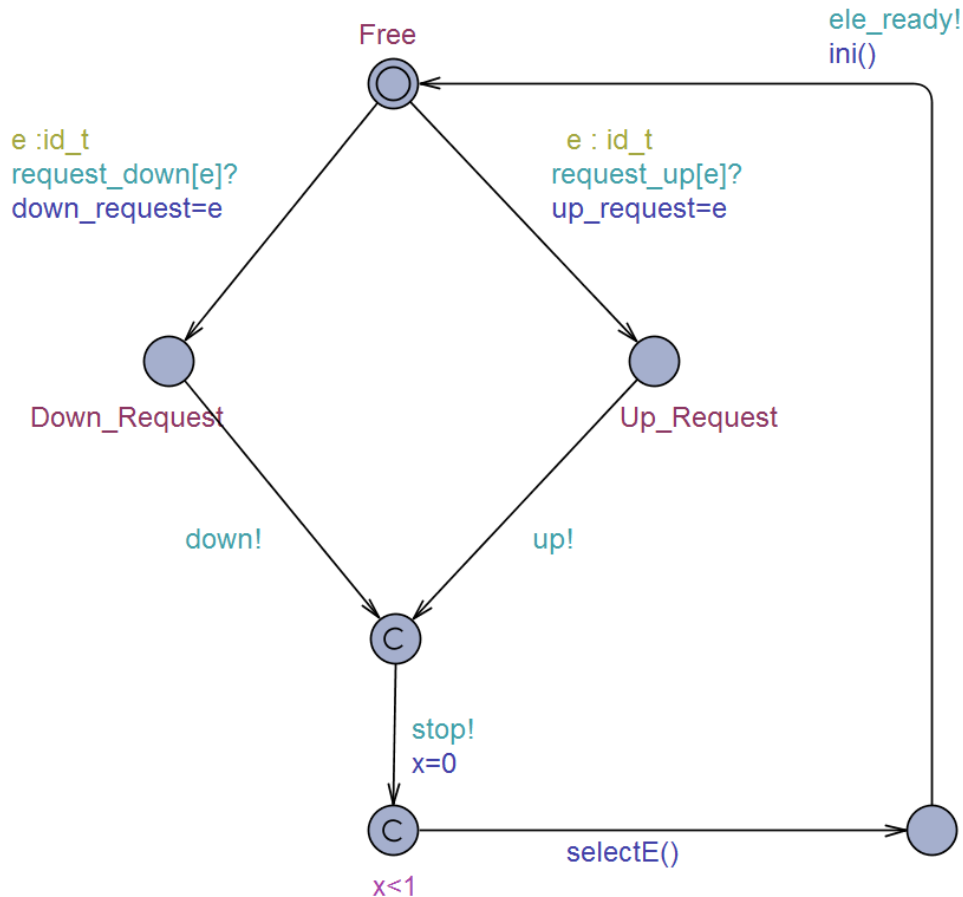 Free
ele_ready!
ini()
e :id_t
request_down[e]?
down_request=e
e : id_t
request_up[e]?
up_request=e
Down_Request
Up_Request
down!
up!
C
stop!
x=0
C
selectE()
x<1